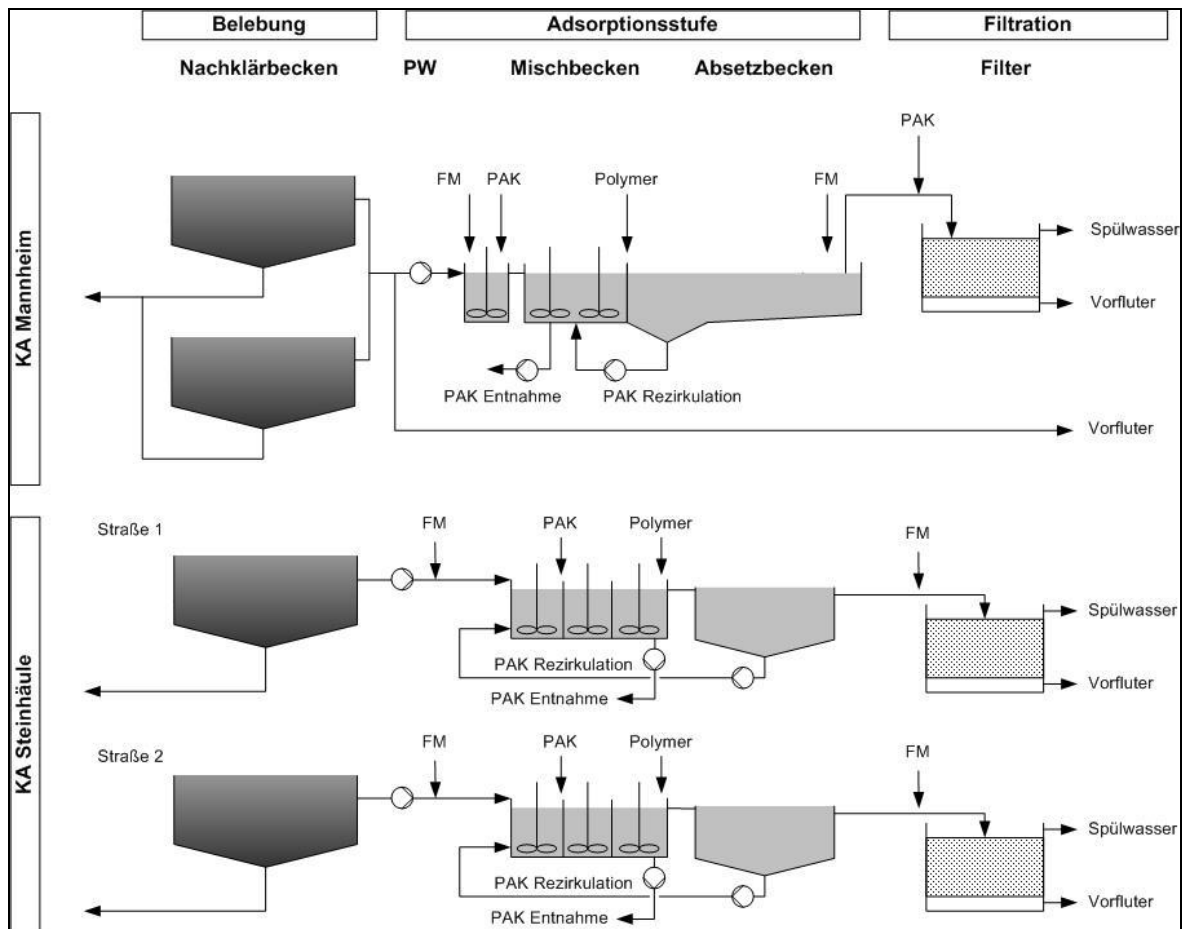 Belebung
Adsorptionsstufe
Filtration
Nachklärbecken
PW
Mischbecken
Absetzbecken
Filter
KA Mannheim
PAK
FM
PAK
Polymer
FM
Spülwasser
Vorfluter
PAK Entnahme
PAK Rezirkulation
Vorfluter
KA Steinhäule
Straße 1
FM
PAK
Polymer
FM
Spülwasser
PAK Rezirkulation
Vorfluter
PAK Entnahme
Straße 2
FM
PAK
Polymer
FM
Spülwasser
PAK Rezirkulation
Vorfluter
PAK Entnahme